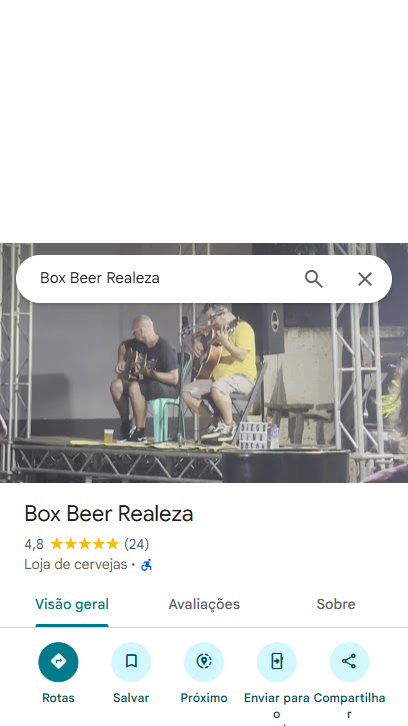 Box Beer Realeza
Box Beer Realeza
4,8 (24)
Loja de cervejas ·
Visão geral Avaliações Sobre
Rotas Salvar Próximo Enviar para o Compartilhar